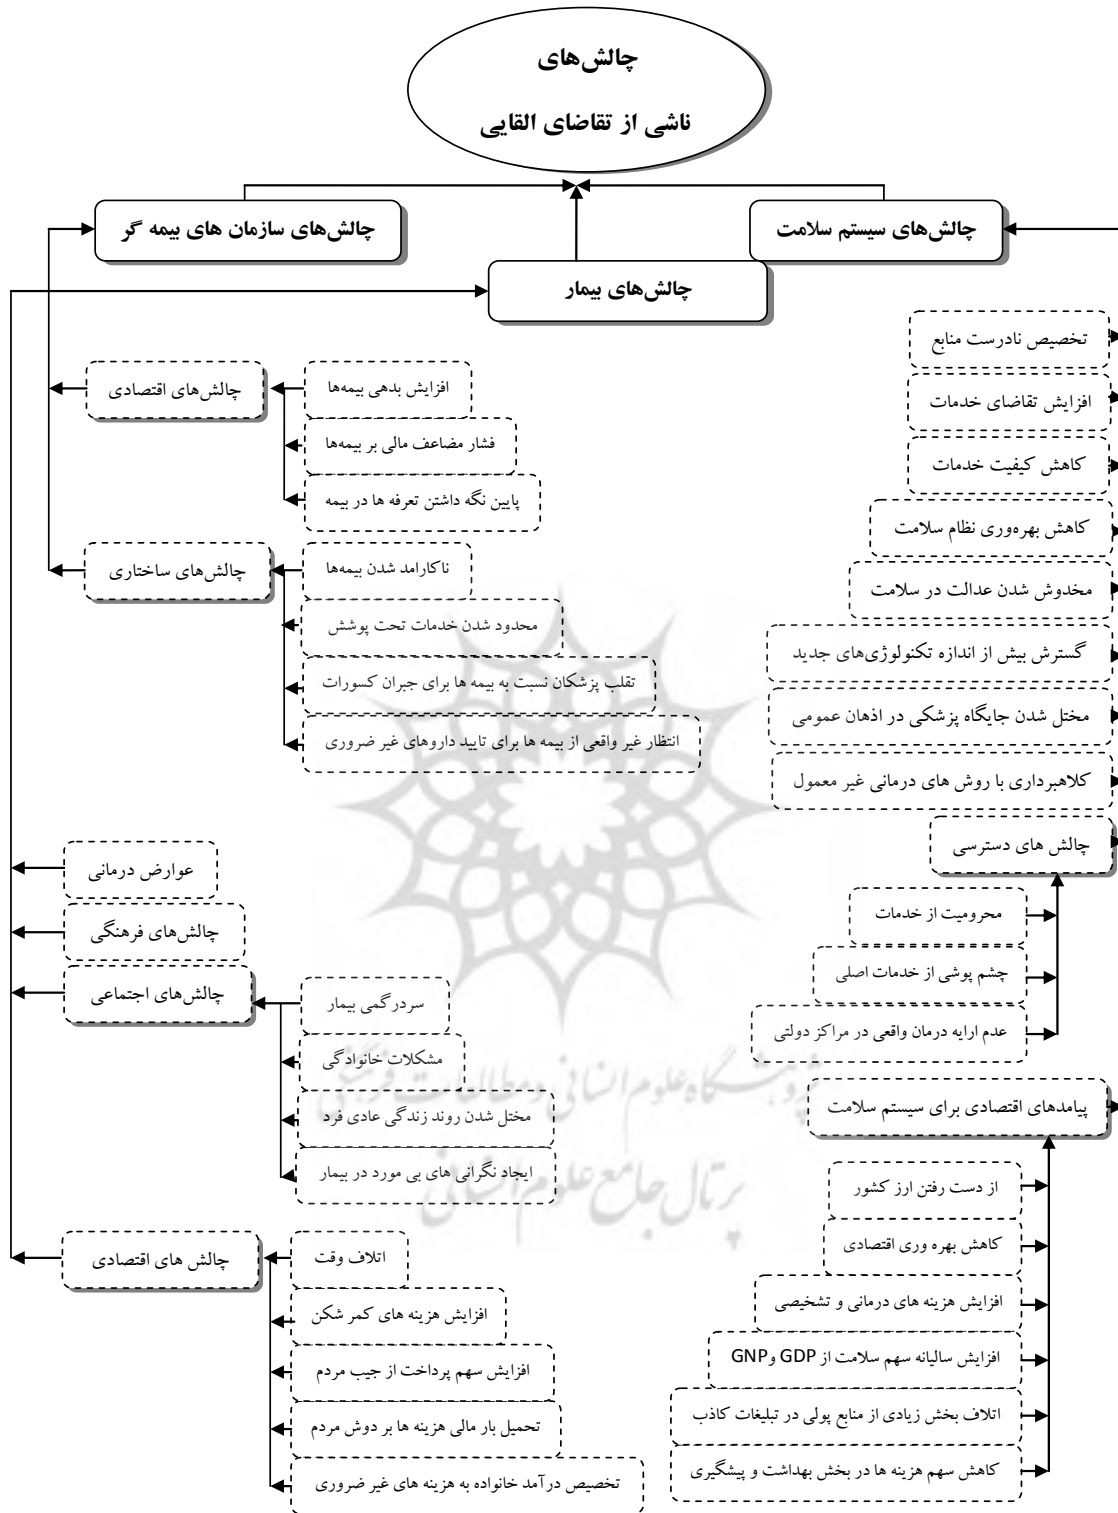 چالش‌های
ناشی از تقاضای القایی
چالش‌های سیستم سلامت
چالش‌های سازمان های بیمه گر
چالش‌های بیمار
تخصیص نادرست منابع
افزایش تقاضای خدمات
کاهش کیفیت خدمات
کاهش بهره‌وری نظام سلامت
مخدوش شدن عدالت در سلامت
گسترش بیش از اندازه تکنولوژی‌های جدید
مختل شدن جایگاه پزشکی در اذهان عمومی
کلاهبرداری با روش های درمانی غیر معمول
چالش های دسترسی
محرومیت از خدمات
چشم پوشی از خدمات اصلی
عدم ارایه درمان واقعی در مراکز دولتی
پیامدهای اقتصادی برای سیستم سلامت
از دست رفتن ارز کشور
کاهش بهره وری اقتصادی
افزایش هزینه های درمانی و تشخیصی
افزایش سالیانه سهم سلامت از GDP وGNP
اتلاف بخش زیادی از منابع پولی در تبلیغات کاذب
کاهش سهم هزینه ها در بخش بهداشت و پیشگیری
چالش‌های اقتصادی
افزایش بدهی بیمه‌ها
فشار مضاعف مالی بر بیمه‌ها
پایین نگه داشتن تعرفه ها در بیمه
چالش‌های ساختاری
ناکارامد شدن بیمه‌ها
محدود شدن خدمات تحت پوشش
تقلب پزشکان نسبت به بیمه ها برای جبران کسورات
انتظار غیر واقعی از بیمه ها برای تایید داروهای غیر ضروری
عوارض درمانی
چالش‌های فرهنگی
چالش‌های اجتماعی
سردرگمی بیمار
مشکلات خانوادگی
مختل شدن روند زندگی عادی فرد
ایجاد نگرانی های بی مورد در بیمار
چالش های اقتصادی
اتلاف وقت
افزایش هزینه های کمر شکن
افزایش سهم پرداخت از جیب مردم
تحمیل بار مالی هزینه ها بر دوش مردم
تخصیص درآمد خانواده به هزینه های غیر ضروری
پژوهشگاه علوم انسانی و مطالعات فرهنگی
پرتال جامع علوم انسانی